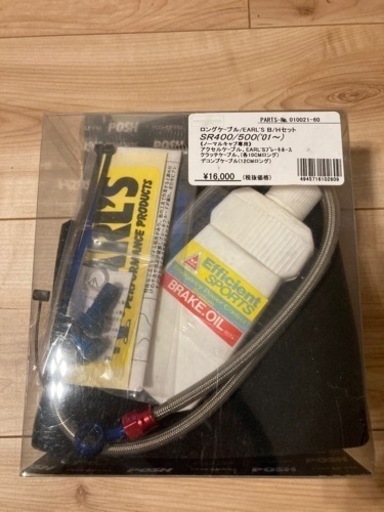 PARTS-No. 010021-60
ロングケーブル/EARL'S B/Hセット
SR400/500('01～)
《ノーマルキャブ専用》
アクセルケーブル、EARL'Sブレーキホース
クラッチケーブル、(各10CMロング)
デコンプケーブル(12CMロング)
¥16,000 (税抜価格)
POSH
EARL'S
PERFORMANCE PRODUCTS
Efficient
SPORTS
BRAKE.OIL
POSH
POSH
POSH